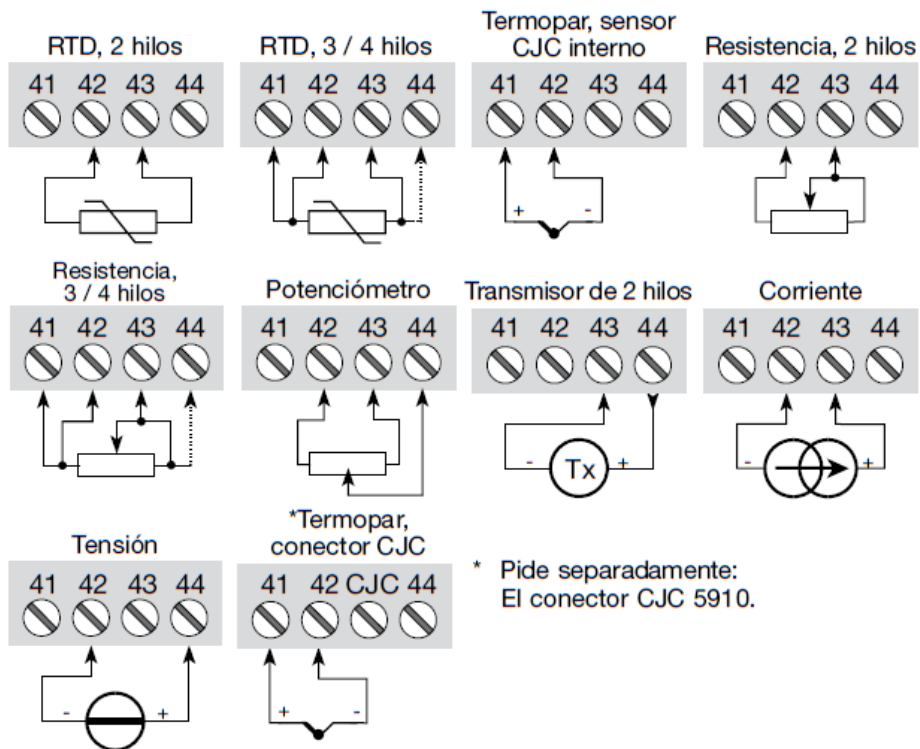 RTD, 2 hilos
41 42 43 44
RTD, 3 / 4 hilos
41 42 43 44
Termopar, sensor
CJC interno
41 42 43 44
+ -
Resistencia, 2 hilos
41 42 43 44
Resistencia,
3 / 4 hilos
41 42 43 44
Potenciómetro
41 42 43 44
Transmisor de 2 hilos
41 42 43 44
- Tx +
Corriente
41 42 43 44
- +
Tensión
41 42 43 44
- +
*Termopar,
conector CJC
41 42 CJC 44
+ -
* Pide separadamente:
El conector CJC 5910.